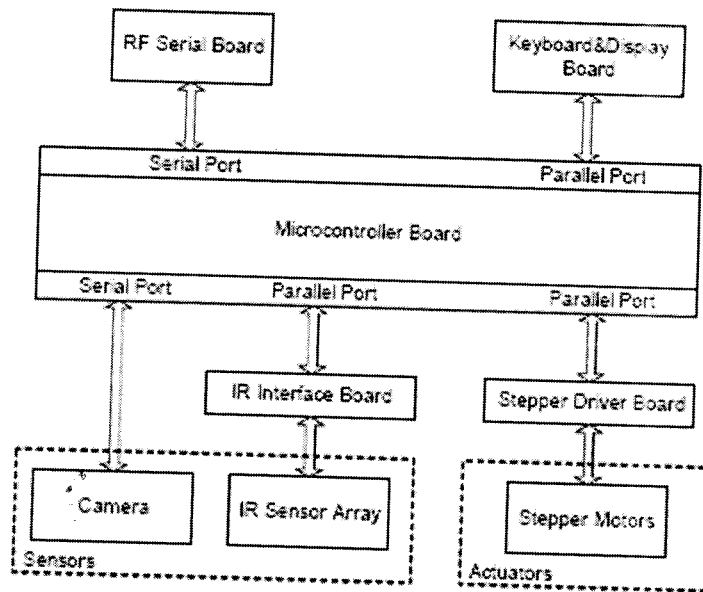 RF Serial Board
Keyboard&Display
Board
Serial Port
Parallel Port
Microcontroller Board
Serial Port
Parallel Port
Parallel Port
IR Interface Board
Stepper Driver Board
Camera
IR Sensor Array
Stepper Motors
Sensors
Actuators